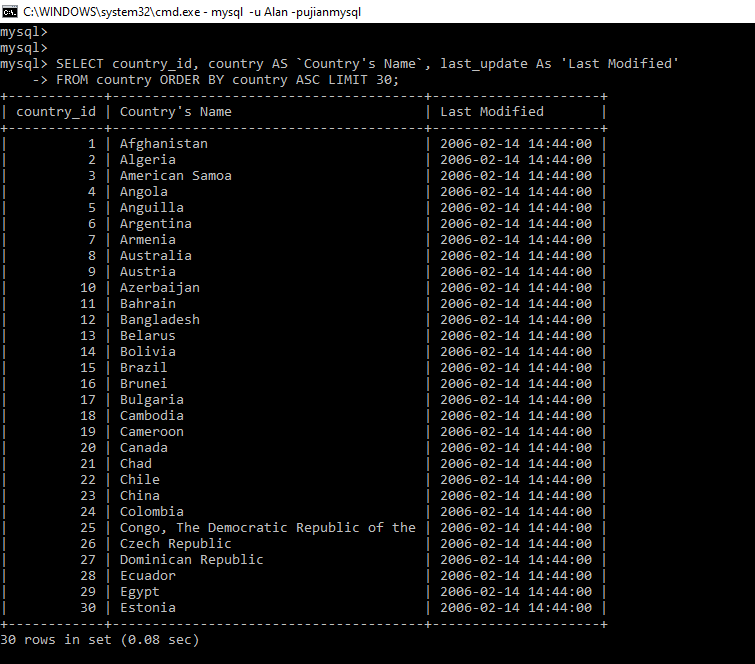 C:\WINDOWS\system32\cmd.exe - mysql  -u Alan -pujianmysql
mysql>
mysql>
mysql> SELECT country_id, country AS `Country's Name`, last_update As 'Last Modified'
    -> FROM country ORDER BY country ASC LIMIT 30;
+------------+---------------------------------------+---------------------+
| country_id | Country's Name                        | Last Modified       |
+------------+---------------------------------------+---------------------+
|          1 | Afghanistan                           | 2006-02-14 14:44:00 |
|          2 | Algeria                               | 2006-02-14 14:44:00 |
|          3 | American Samoa                        | 2006-02-14 14:44:00 |
|          4 | Angola                                | 2006-02-14 14:44:00 |
|          5 | Anguilla                              | 2006-02-14 14:44:00 |
|          6 | Argentina                             | 2006-02-14 14:44:00 |
|          7 | Armenia                               | 2006-02-14 14:44:00 |
|          8 | Australia                             | 2006-02-14 14:44:00 |
|          9 | Austria                               | 2006-02-14 14:44:00 |
|         10 | Azerbaijan                            | 2006-02-14 14:44:00 |
|         11 | Bahrain                               | 2006-02-14 14:44:00 |
|         12 | Bangladesh                            | 2006-02-14 14:44:00 |
|         13 | Belarus                               | 2006-02-14 14:44:00 |
|         14 | Bolivia                               | 2006-02-14 14:44:00 |
|         15 | Brazil                                | 2006-02-14 14:44:00 |
|         16 | Brunei                                | 2006-02-14 14:44:00 |
|         17 | Bulgaria                              | 2006-02-14 14:44:00 |
|         18 | Cambodia                              | 2006-02-14 14:44:00 |
|         19 | Cameroon                              | 2006-02-14 14:44:00 |
|         20 | Canada                                | 2006-02-14 14:44:00 |
|         21 | Chad                                  | 2006-02-14 14:44:00 |
|         22 | Chile                                 | 2006-02-14 14:44:00 |
|         23 | China                                 | 2006-02-14 14:44:00 |
|         24 | Colombia                              | 2006-02-14 14:44:00 |
|         25 | Congo, The Democratic Republic of the | 2006-02-14 14:44:00 |
|         26 | Czech Republic                        | 2006-02-14 14:44:00 |
|         27 | Dominican Republic                    | 2006-02-14 14:44:00 |
|         28 | Ecuador                               | 2006-02-14 14:44:00 |
|         29 | Egypt                                 | 2006-02-14 14:44:00 |
|         30 | Estonia                               | 2006-02-14 14:44:00 |
+------------+---------------------------------------+---------------------+
30 rows in set (0.08 sec)